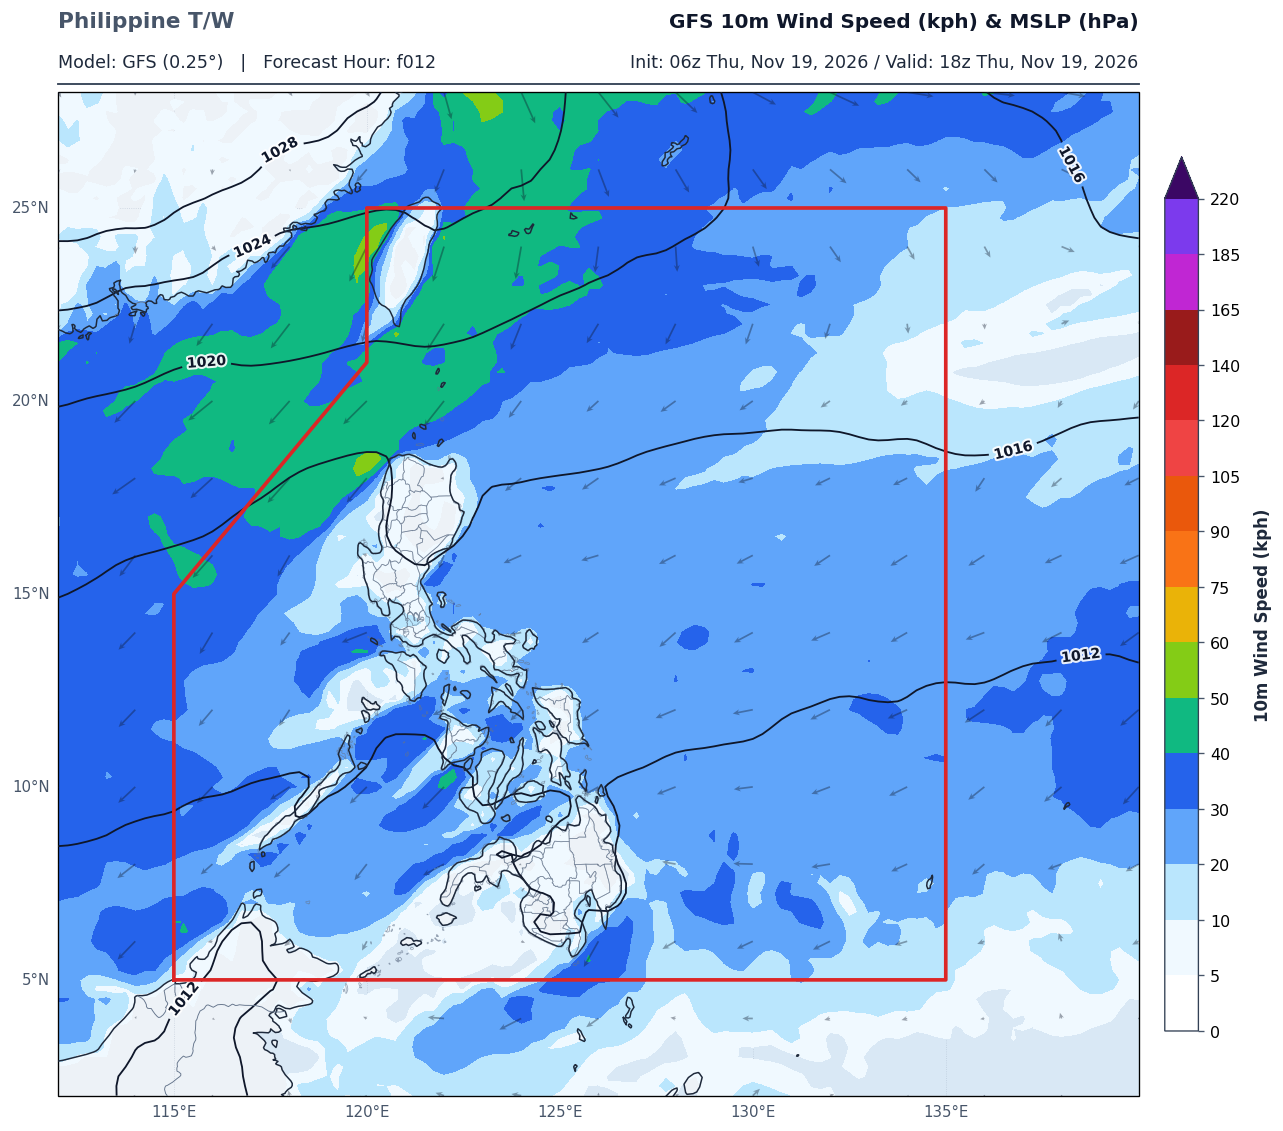 Philippine T/W
GFS 10m Wind Speed (kph) & MSLP (hPa)
Model: GFS (0.25°)   |   Forecast Hour: f012
Init: 06z Thu, Nov 19, 2026 / Valid: 18z Thu, Nov 19, 2026
1028
1016
1024
1020
1016
1012
1012
25°N
20°N
15°N
10°N
5°N
115°E
120°E
125°E
130°E
135°E
220
185
165
140
120
105
90
75
60
50
40
30
20
10
5
0
10m Wind Speed (kph)